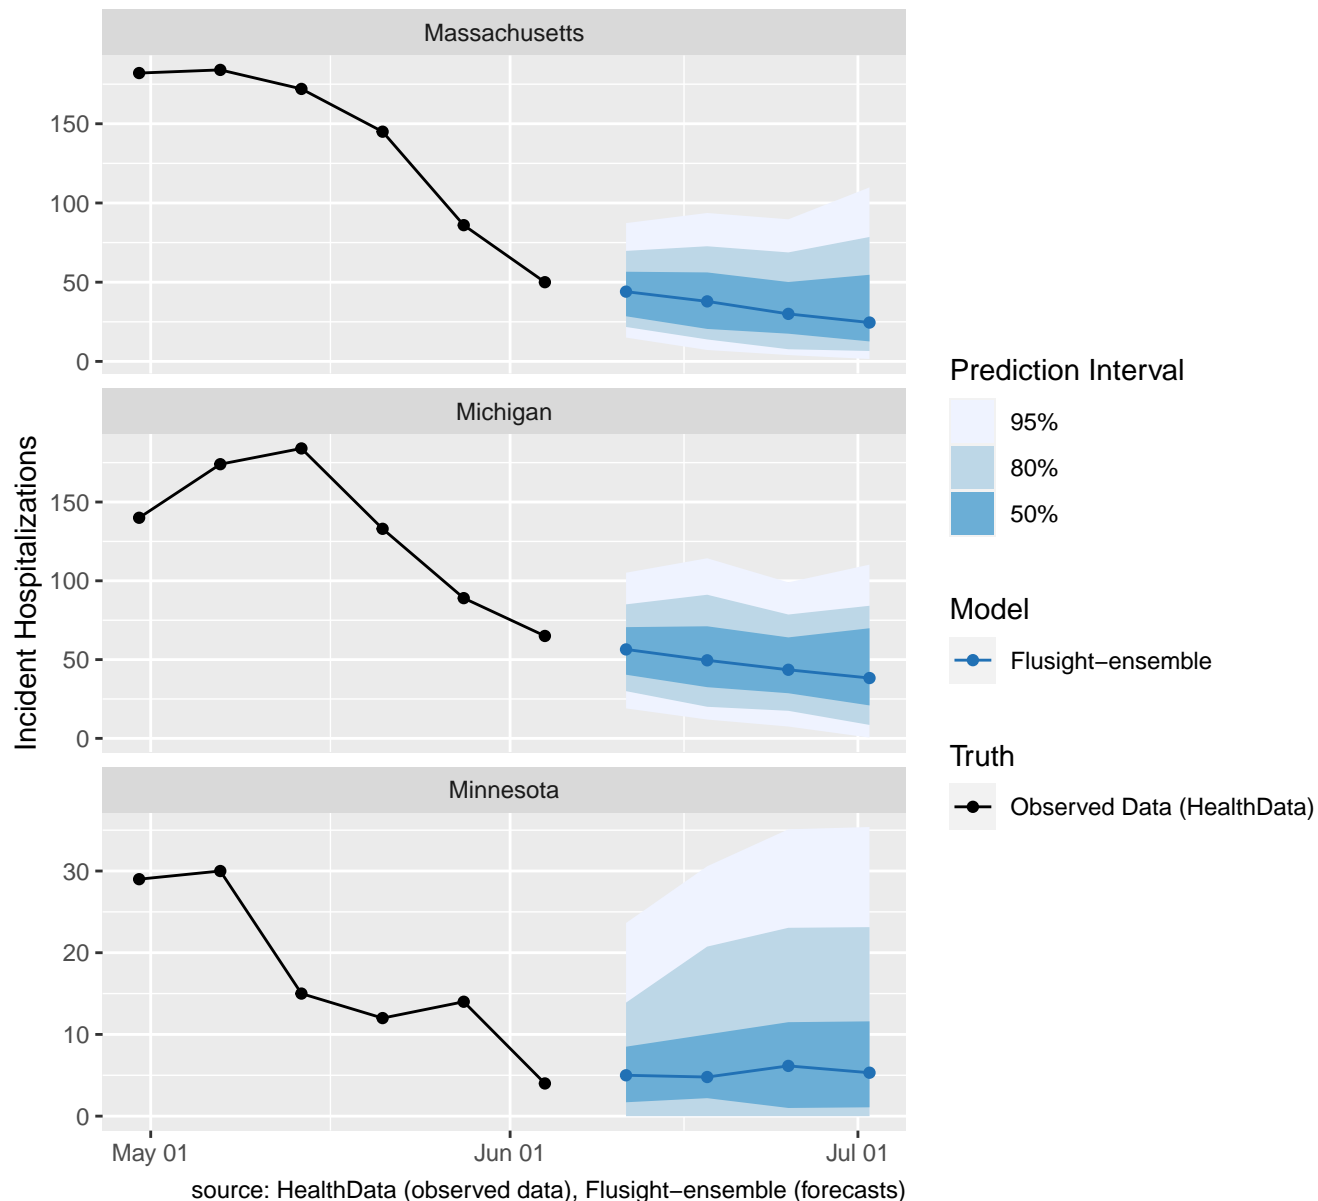 Massachusetts
150
100
50
0
Michigan
150
100
50
0
Minnesota
30
20
10
0
May 01 Jun 01 Jul 01
Incident Hospitalizations
source: HealthData (observed data), Flusight−ensemble (forecasts)
Prediction Interval
95%
80%
50%
Model
Flusight−ensemble
Truth
Observed Data (HealthData)